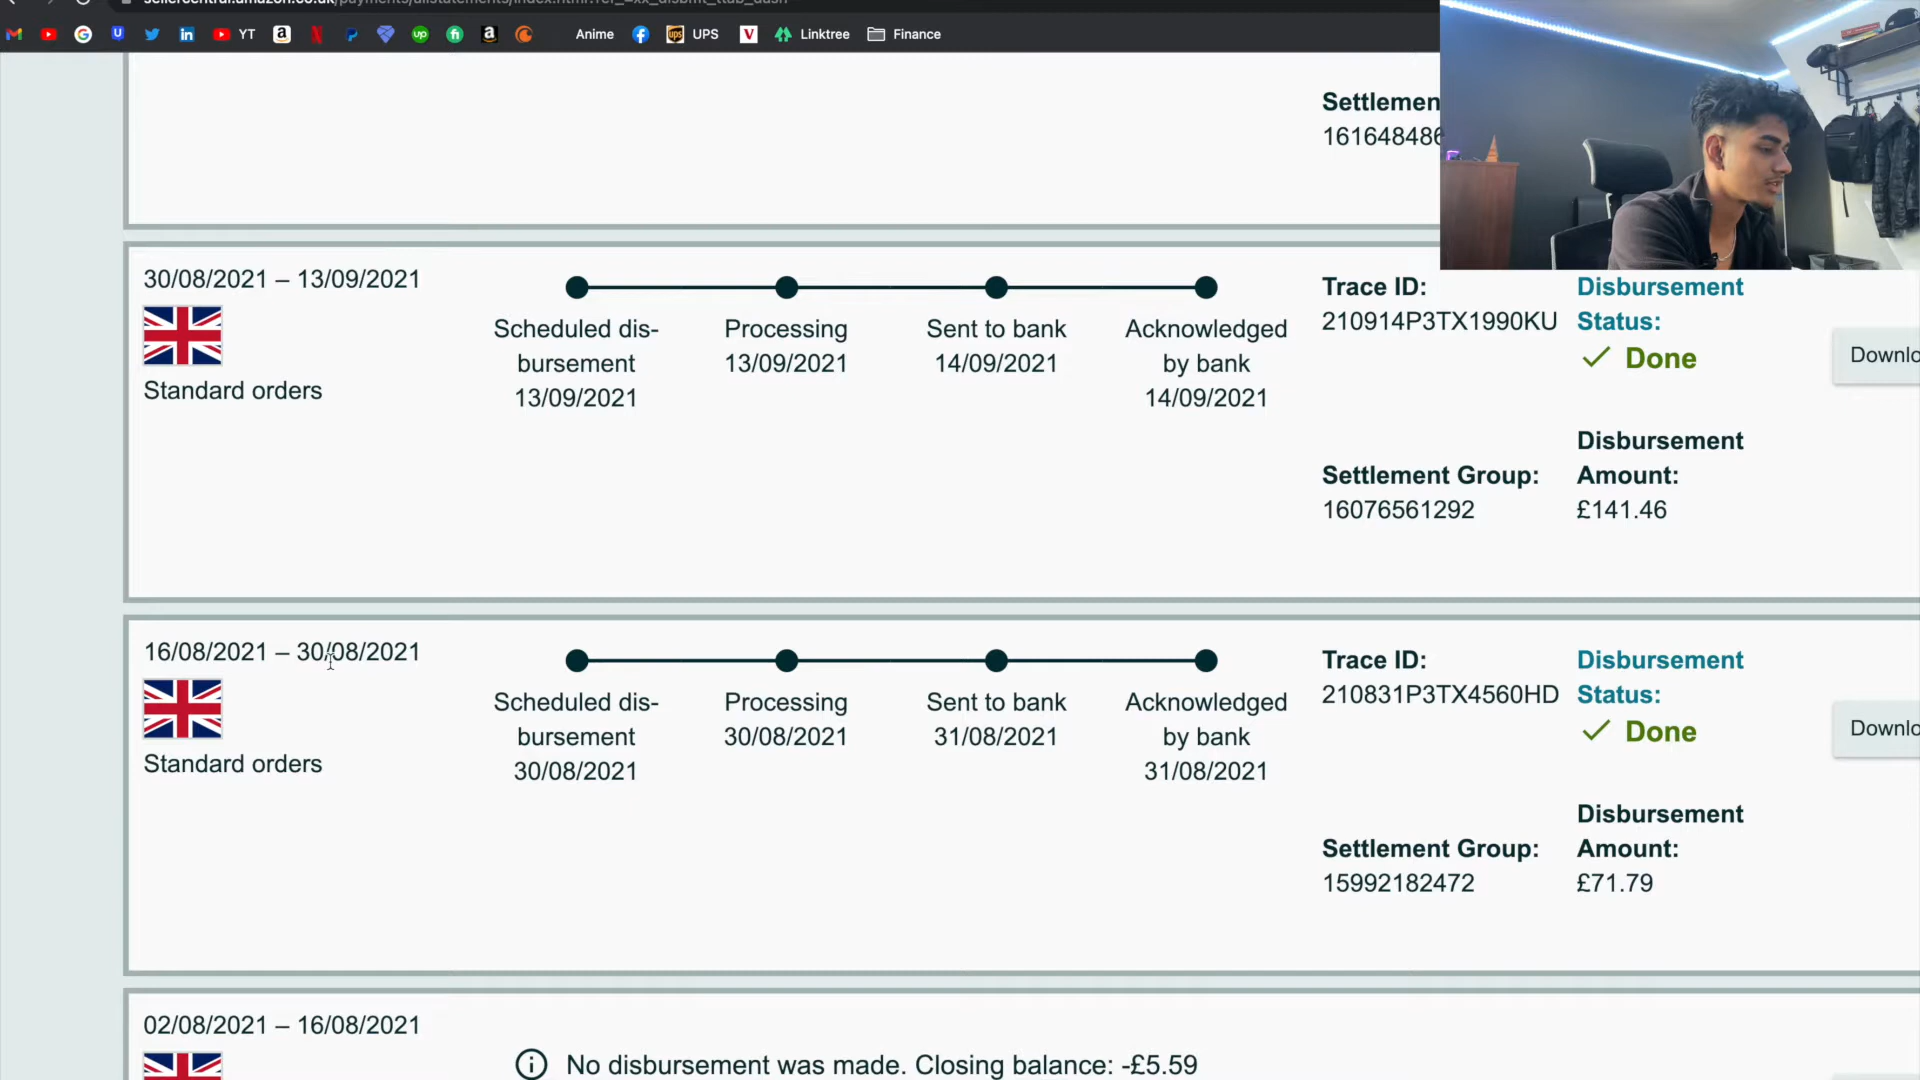 YT
Anime
UPS
Linktree
Finance
Settlemen
161648486
30/08/2021 – 13/09/2021
Standard orders
Scheduled dis-
bursement
13/09/2021
Processing
13/09/2021
Sent to bank
14/09/2021
Acknowledged
by bank
14/09/2021
Trace ID:
210914P3TX1990KU
Settlement Group:
16076561292
Disbursement
Status:
Done
Disbursement
Amount:
£141.46
Downlo
16/08/2021 – 30/08/2021
Standard orders
Scheduled dis-
bursement
30/08/2021
Processing
30/08/2021
Sent to bank
31/08/2021
Acknowledged
by bank
31/08/2021
Trace ID:
210831P3TX4560HD
Settlement Group:
15992182472
Disbursement
Status:
Done
Disbursement
Amount:
£71.79
Downlo
02/08/2021 – 16/08/2021
No disbursement was made. Closing balance: -£5.59